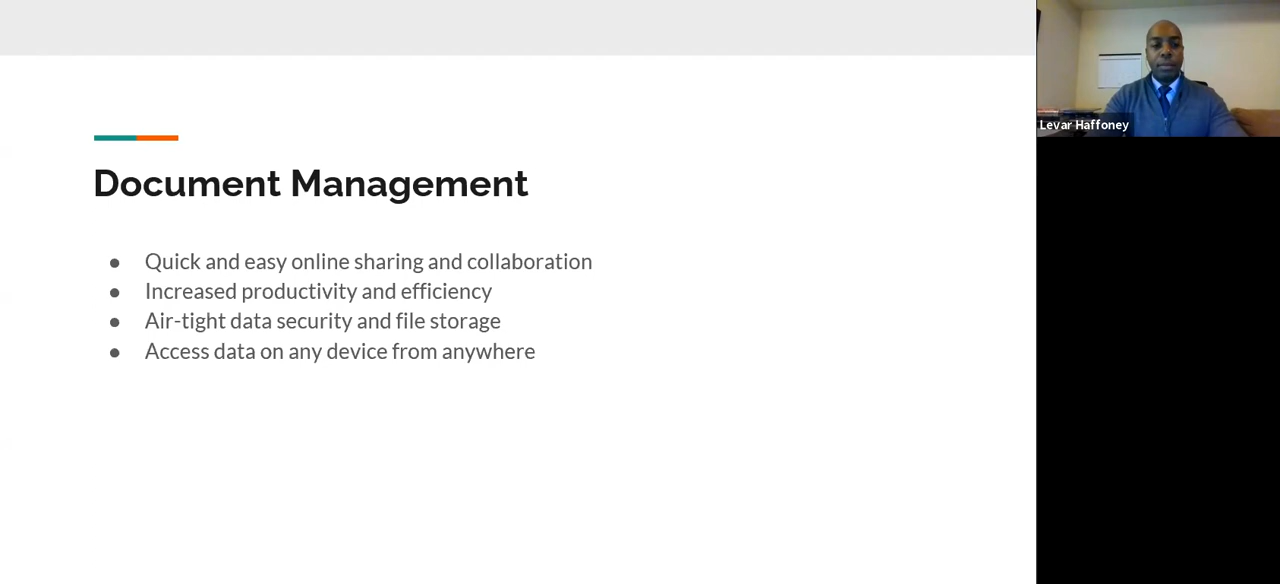 Document Management
● Quick and easy online sharing and collaboration
● Increased productivity and efficiency
● Air-tight data security and file storage
● Access data on any device from anywhere
Levar Haffoney